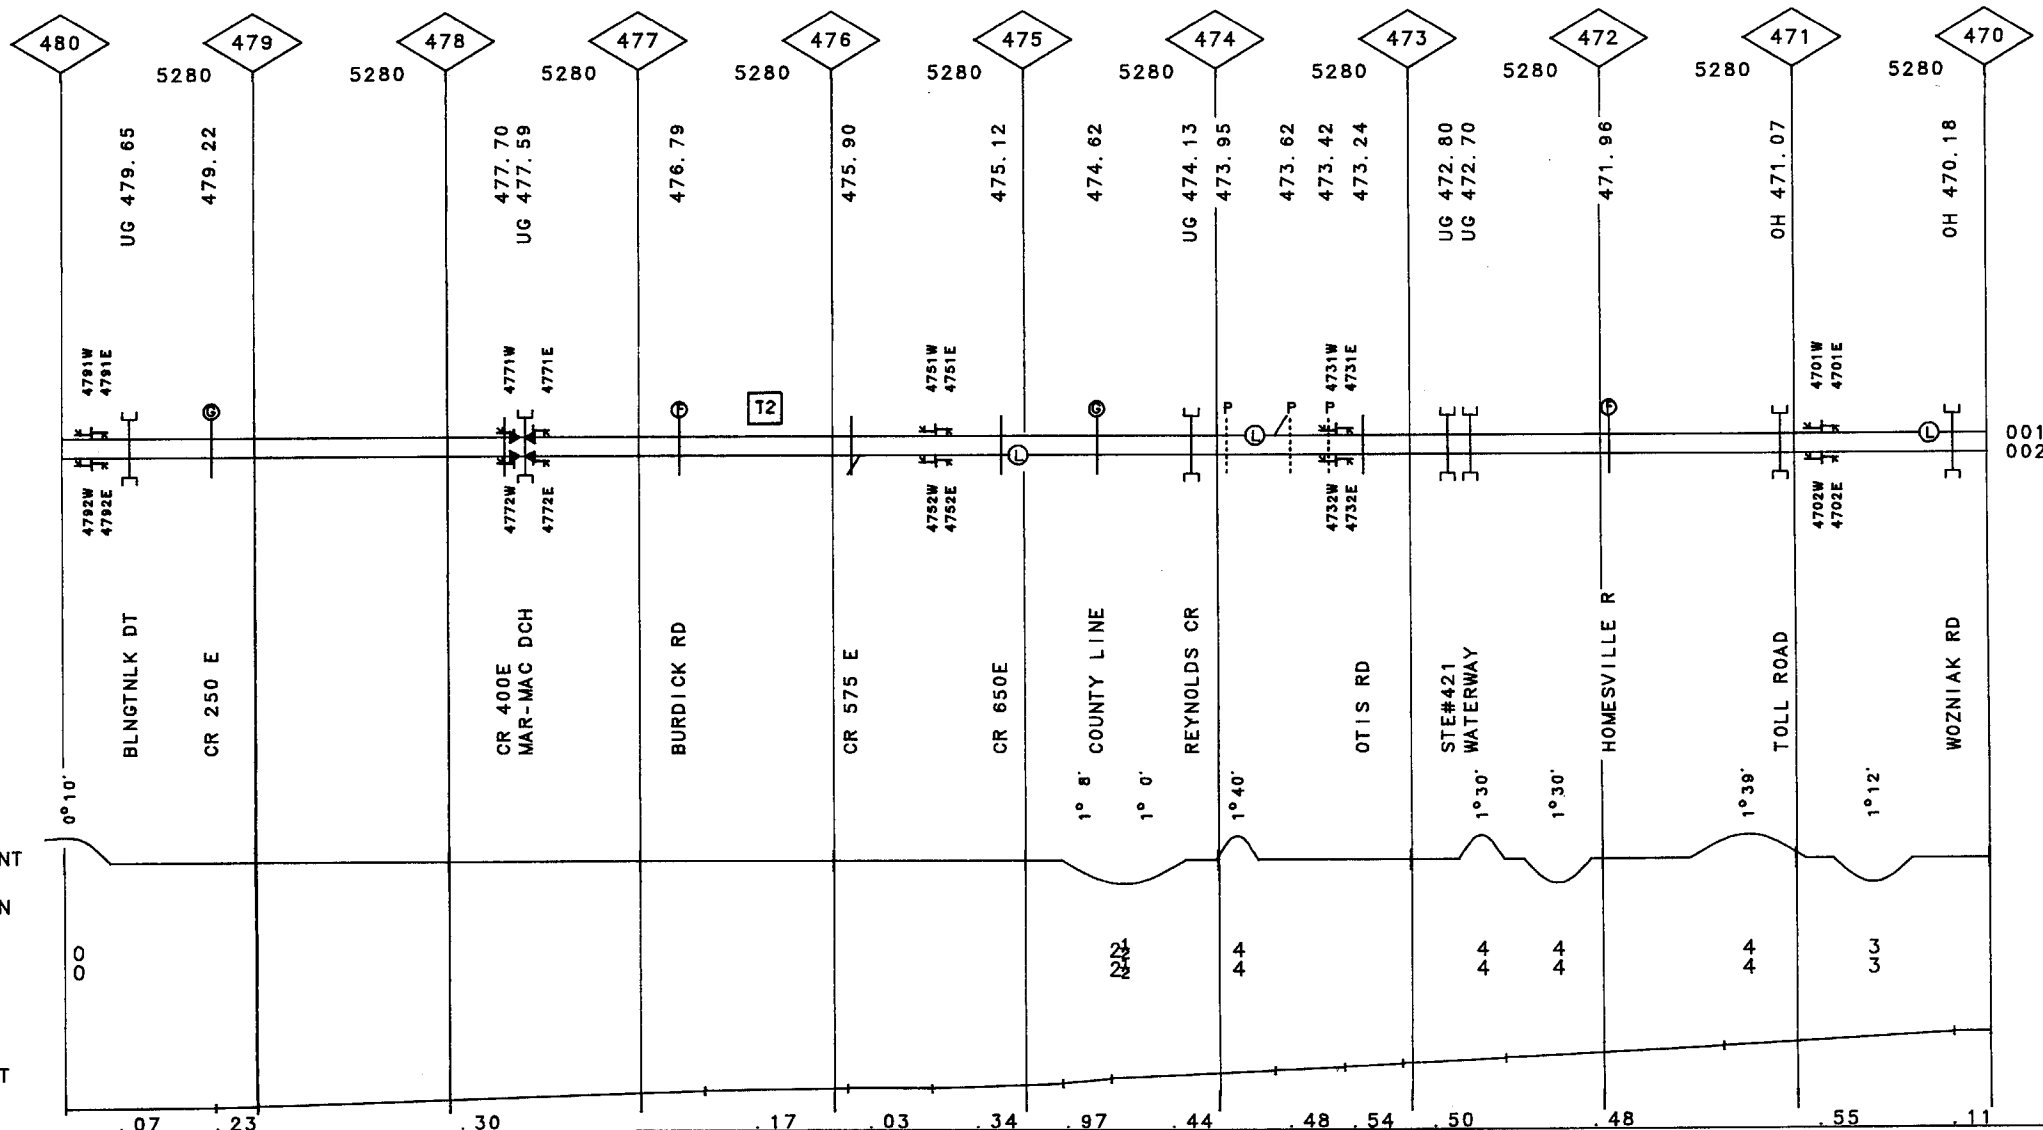 480 479 478 477 476 475 474 473 472 471 470
5280 5280 5280 5280 5280 5280 5280 5280 5280 5280
UG 479.65
479.22
477.70
UG 477.59
476.79
475.90
475.12
474.62
UG 474.13
473.95
473.62
473.42
473.24
UG 472.80
UG 472.70
471.96
OH 471.07
OH 470.18
4791W
4791E
4771W
4771E
4751W
4751E
4731W
4731E
4701W
4701E
G F T2 G P P P F
L L L
001
002
4792W
4792E
4772W
4772E
4752W
4752E
4732W
4732E
4702W
4702E
BLNGTNLK DT
CR 250 E
CR 400E
MAR-MAC DCH
BURDICK RD
CR 575 E
CR 650E
COUNTY LINE
REYNOLDS CR
OTIS RD
STE#421
WATERWAY
HOMESVILLE R
TOLL ROAD
WOZNIAK RD
0°10'
1° 8'
1° 0'
1°40'
1°30'
1°30'
1°39'
1°12'
NT
N
0 2½ 4 4 4 4 3
0 2½ 4 4 4 4 3
T
.07 .23 .30 .17 .03 .34 .97 .44 .48 .54 .50 .48 .55 .11